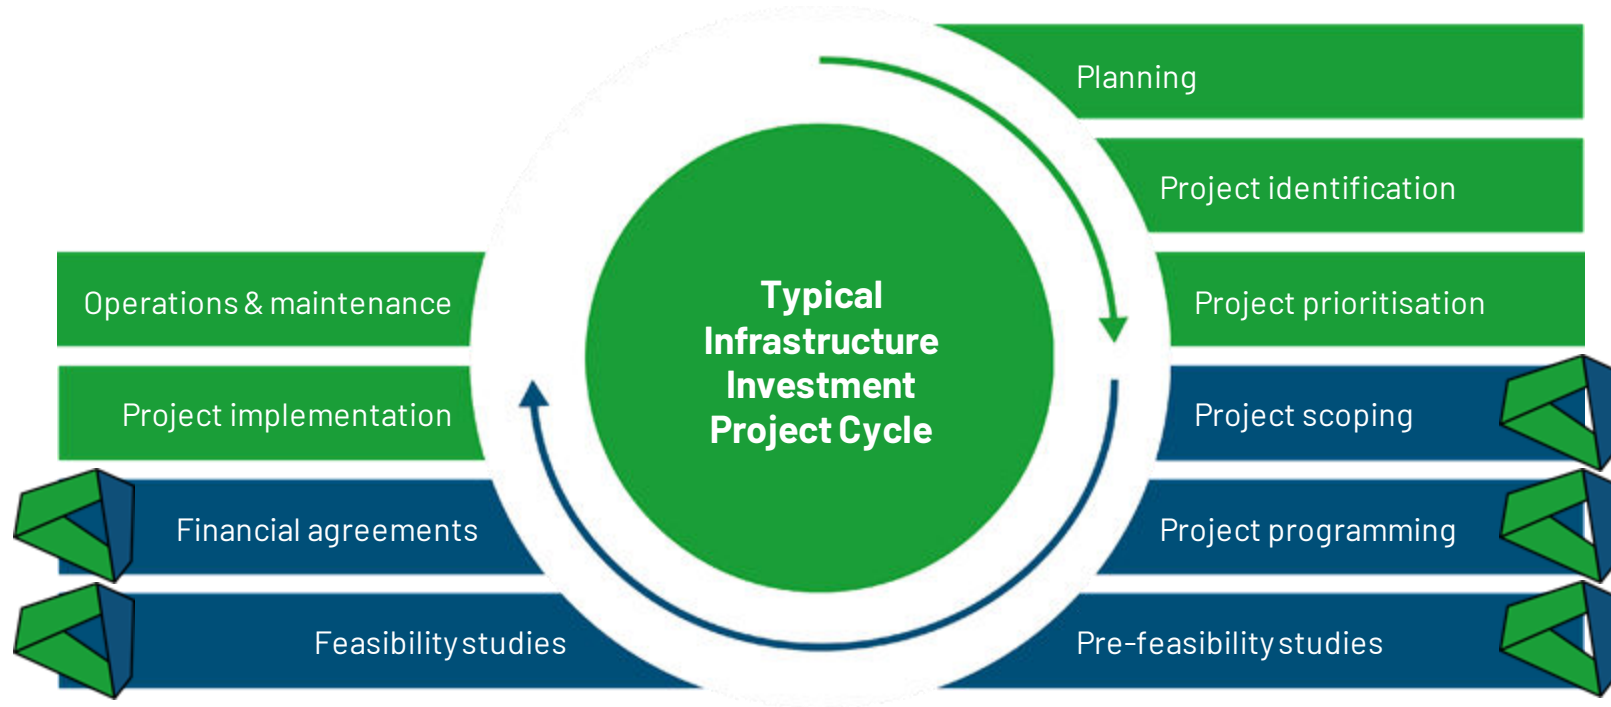 Planning
Project identification
Project prioritisation
Project scoping
Project programming
Pre-feasibility studies
Feasibility studies
Financial agreements
Project implementation
Operations & maintenance
Typical
Infrastructure
Investment
Project Cycle